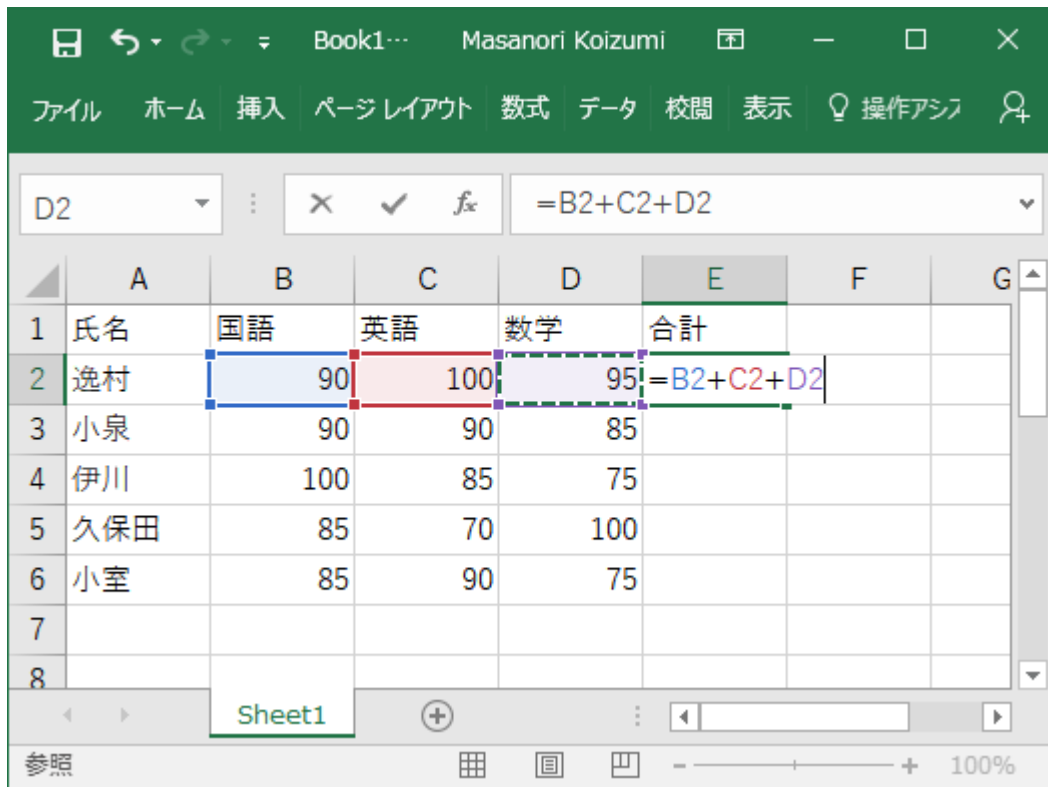 Book1… Masanori Koizumi
ファイル ホーム 挿入 ページ レイアウト 数式 データ 校閲 表示 操作アシス
D2 fx =B2+C2+D2
A B C D E F G
1 氏名 国語 英語 数学 合計
2 逸村 90 100 95 =B2+C2+D2
3 小泉 90 90 85
4 伊川 100 85 75
5 久保田 85 70 100
6 小室 85 90 75
7
8
Sheet1
参照 100%